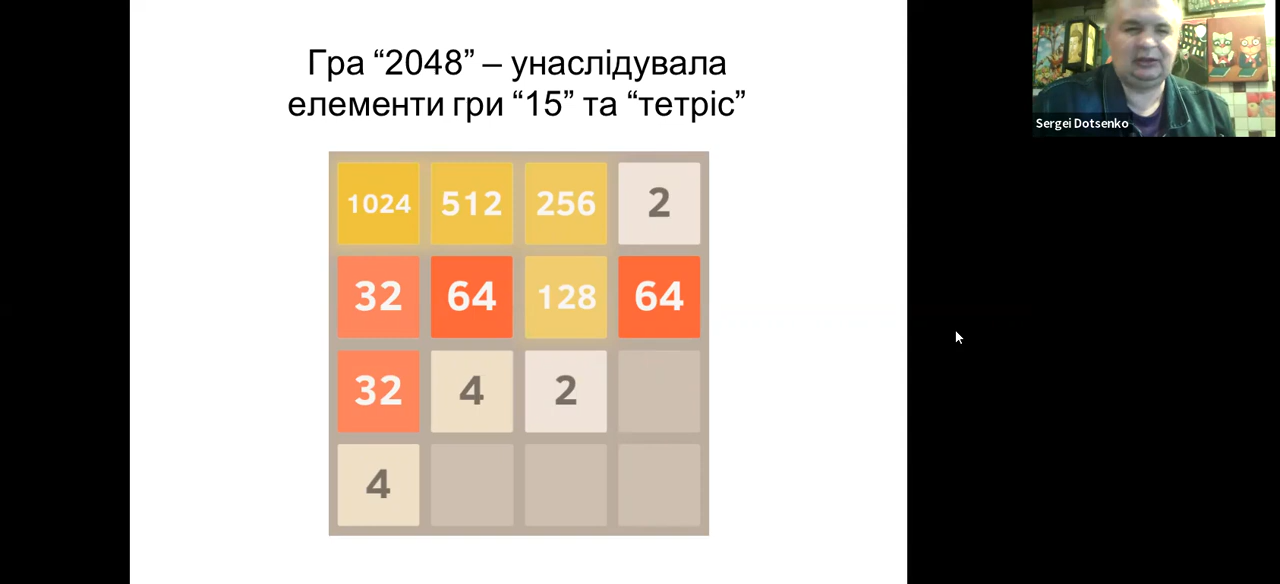 Гра “2048” – унаслідувала
елементи гри “15” та “тетріс”
1024 512 256 2
32 64 128 64
32 4 2
4
Sergei Dotsenko